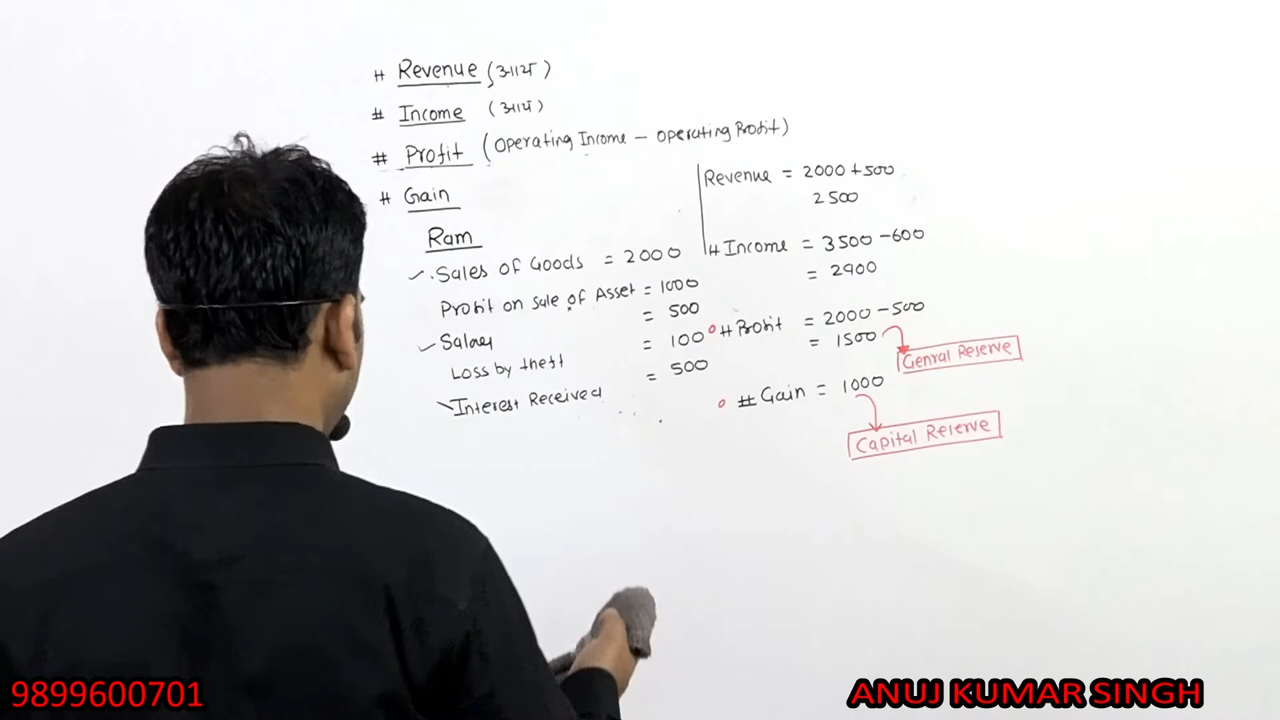 # Revenue (आय)
# Income (आय)
# Profit (Operating Income - Operating Profit)
# Gain
Ram
Sales of Goods = 2000
Profit on sale of Asset = 1000
Salary = 500
Loss by theft = 100
Interest Received = 500
Revenue = 2000 + 500
2500
# Income = 3500 - 600
= 2900
# Profit = 2000 - 500
= 1500
Genral Reserve
# Gain = 1000
Capital Reserve
9899600701
ANUJ KUMAR SINGH